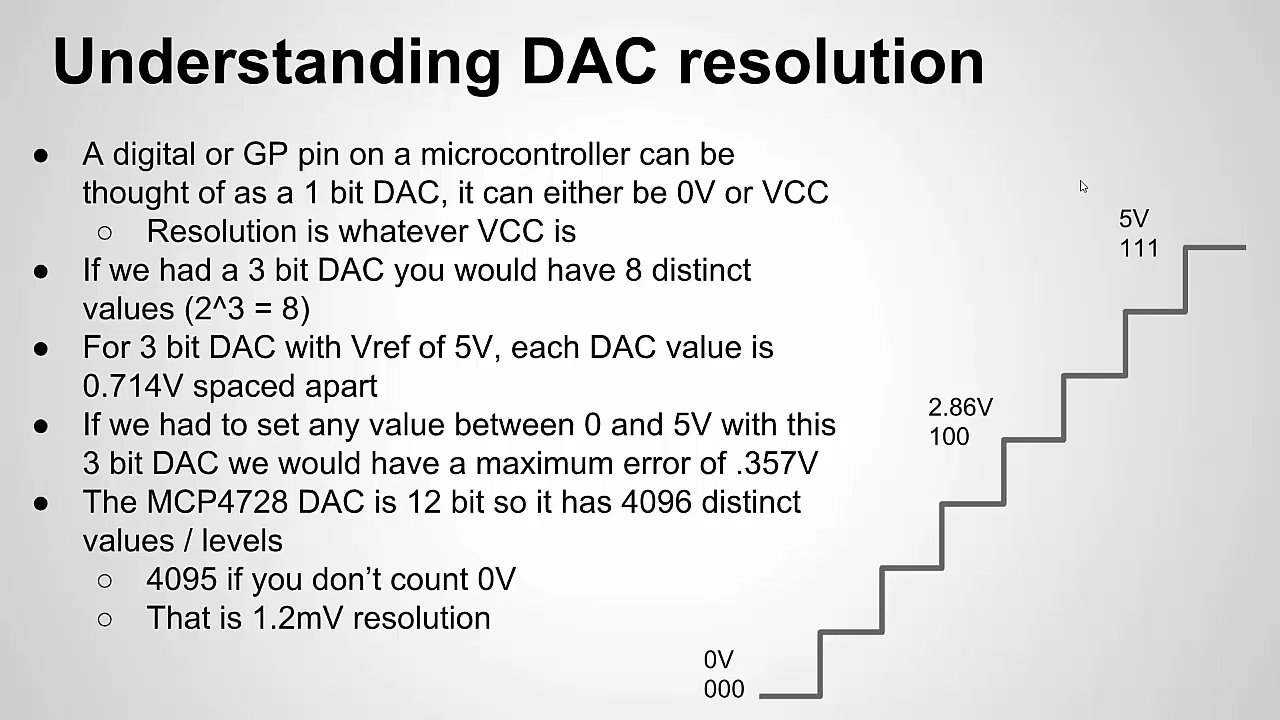 Understanding DAC resolution
● A digital or GP pin on a microcontroller can be
thought of as a 1 bit DAC, it can either be 0V or VCC
○ Resolution is whatever VCC is
● If we had a 3 bit DAC you would have 8 distinct
values (2^3 = 8)
● For 3 bit DAC with Vref of 5V, each DAC value is
0.714V spaced apart
● If we had to set any value between 0 and 5V with this
3 bit DAC we would have a maximum error of .357V
● The MCP4728 DAC is 12 bit so it has 4096 distinct
values / levels
○ 4095 if you don’t count 0V
○ That is 1.2mV resolution
5V
111
2.86V
100
0V
000